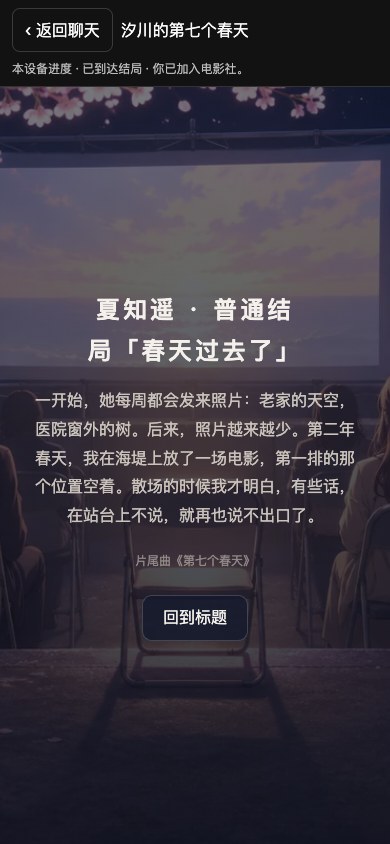 ‹ 返回聊天 汐川的第七个春天
本设备进度 · 已到达结局 · 你已加入电影社。
夏知遥 · 普通结
局「春天过去了」
一开始，她每周都会发来照片：老家的天空，
医院窗外的树。后来，照片越来越少。第二年
春天，我在海堤上放了一场电影，第一排的那
个位置空着。散场的时候我才明白，有些话，
在站台上不说，就再也说不出口了。
片尾曲《第七个春天》
回到标题